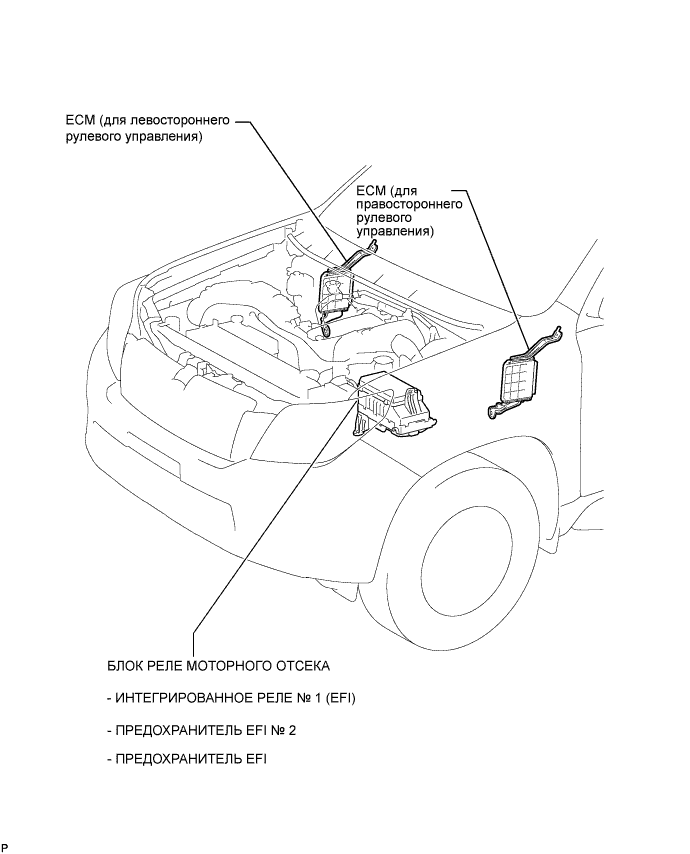 ECM (для левостороннего
рулевого управления)
ECM (для
правостороннего
рулевого
управления)
БЛОК РЕЛЕ МОТОРНОГО ОТСЕКА
- ИНТЕГРИРОВАННОЕ РЕЛЕ № 1 (EFI)
- ПРЕДОХРАНИТЕЛЬ EFI № 2
- ПРЕДОХРАНИТЕЛЬ EFI
P